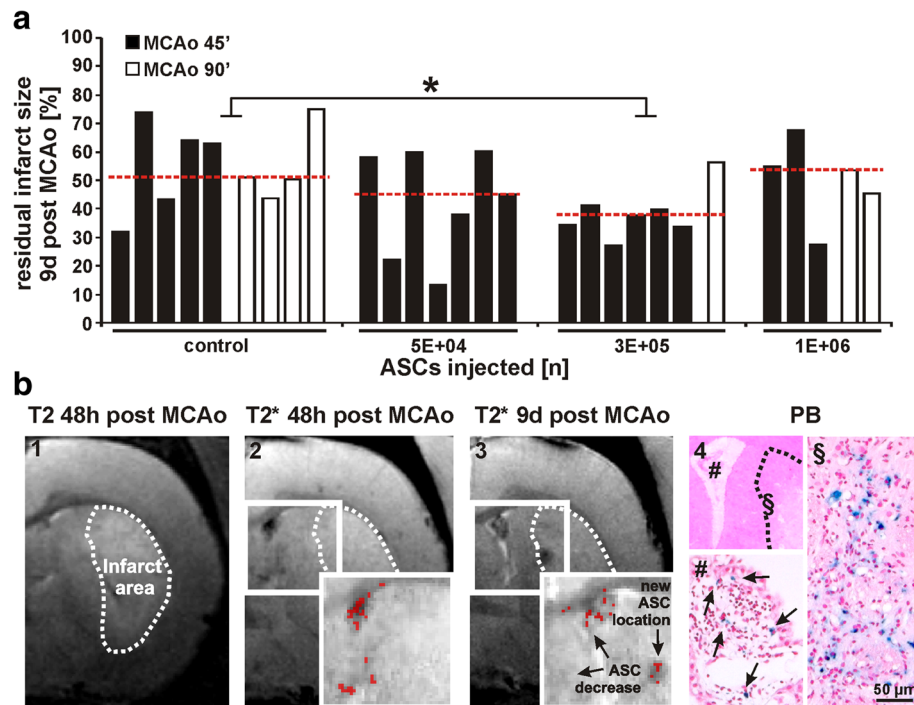 a
100
90
80
70
60
50
40
30
20
10
0
residual infarct size
9d post MCAo [%]
MCAo 45’
MCAo 90’
*
control
5E+04
3E+05
1E+06
ASCs injected [n]
b
T2 48h post MCAo
T2* 48h post MCAo
T2* 9d post MCAo
PB
1
Infarct
area
2
3
new
ASC
location
ASC
decrease
4
#
§
#
§
50 µm